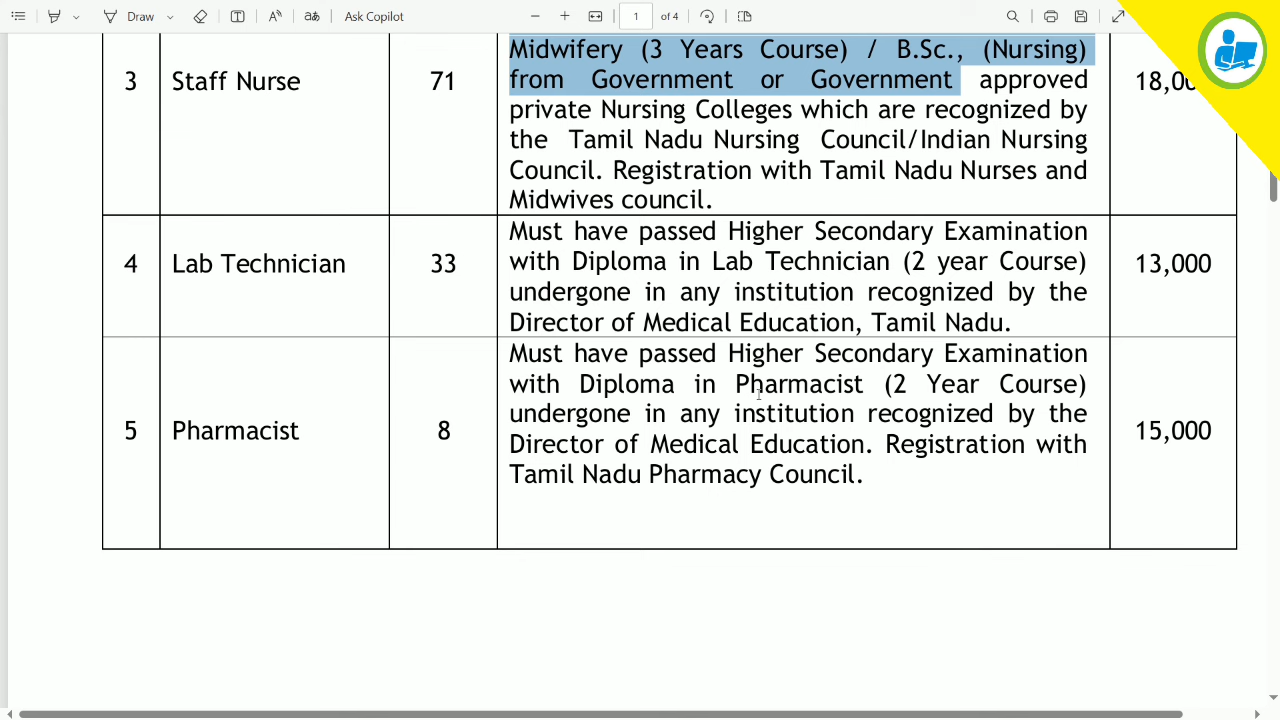 Draw
Ask Copilot
1 of 4
Midwifery (3 Years Course) / B.Sc., (Nursing)
3 Staff Nurse 71 from Government or Government approved
private Nursing Colleges which are recognized by
the Tamil Nadu Nursing Council/Indian Nursing
Council. Registration with Tamil Nadu Nurses and
Midwives council.
Must have passed Higher Secondary Examination
4 Lab Technician 33 with Diploma in Lab Technician (2 year Course) 13,000
undergone in any institution recognized by the
Director of Medical Education, Tamil Nadu.
Must have passed Higher Secondary Examination
with Diploma in Pharmacist (2 Year Course)
undergone in any institution recognized by the
5 Pharmacist 8 Director of Medical Education. Registration with 15,000
Tamil Nadu Pharmacy Council.